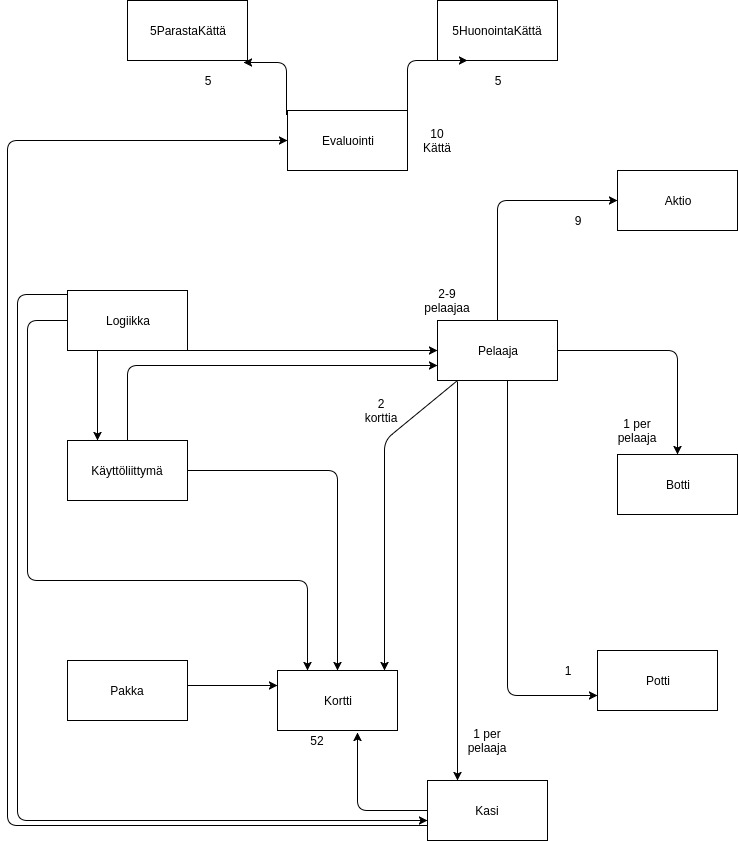 5ParastaKättä
5HuonointaKättä
5
5
Evaluointi
10
Kättä
Aktio
9
2-9
pelaajaa
Logiikka
Pelaaja
2
korttia
1 per
pelaaja
Käyttöliittymä
Botti
Pakka
Kortti
1
Potti
52
1 per
pelaaja
Kasi